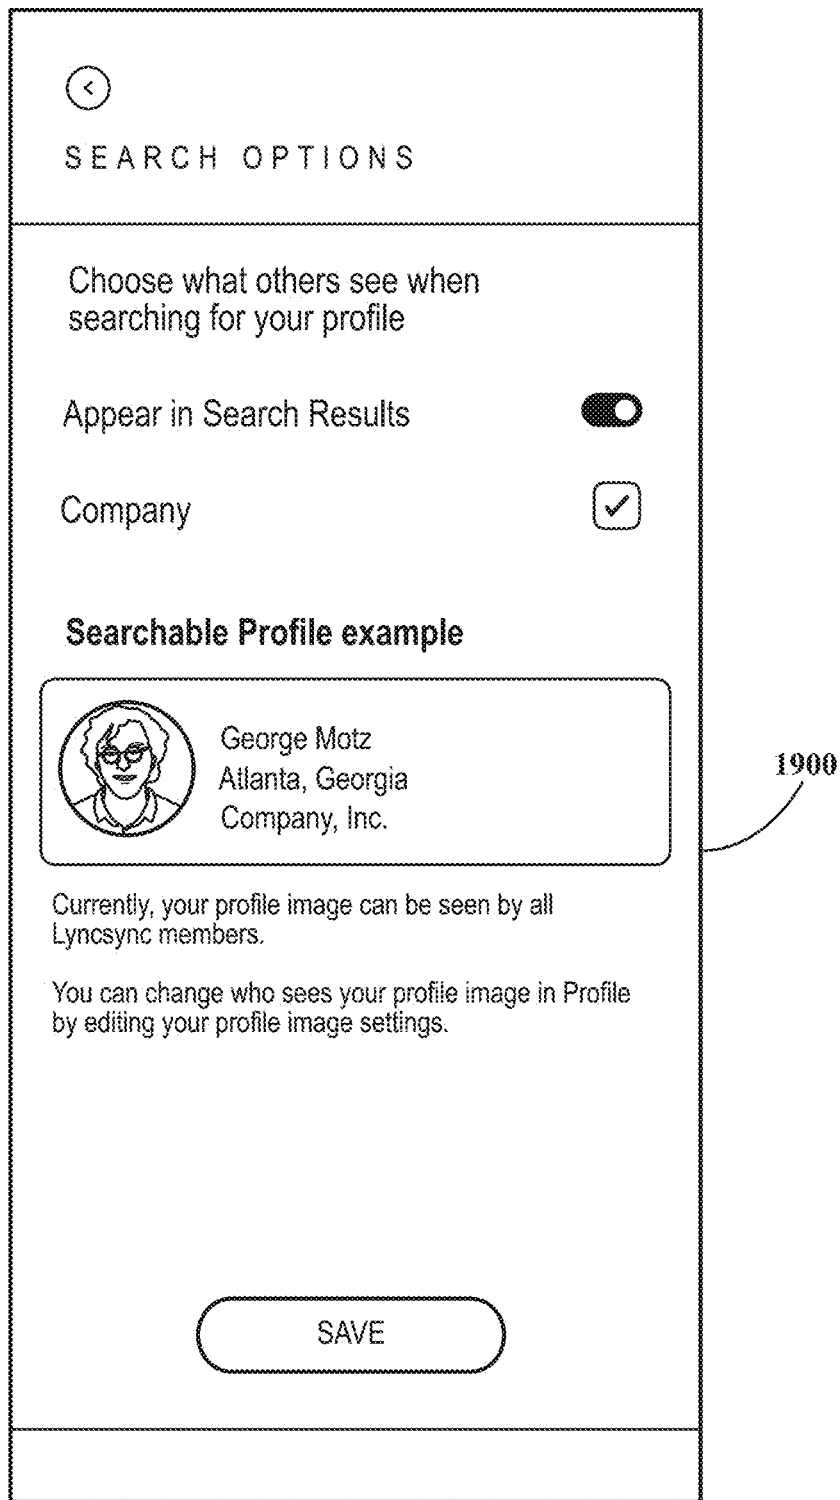 SEARCH OPTIONS
Choose what others see when
searching for your profile
Appear in Search Results
Company
Searchable Profile example
George Motz
Atlanta, Georgia
Company, Inc.
1900
Currently, your profile image can be seen by all
Lyncsync members.
You can change who sees your profile image in Profile
by editing your profile image settings.
SAVE